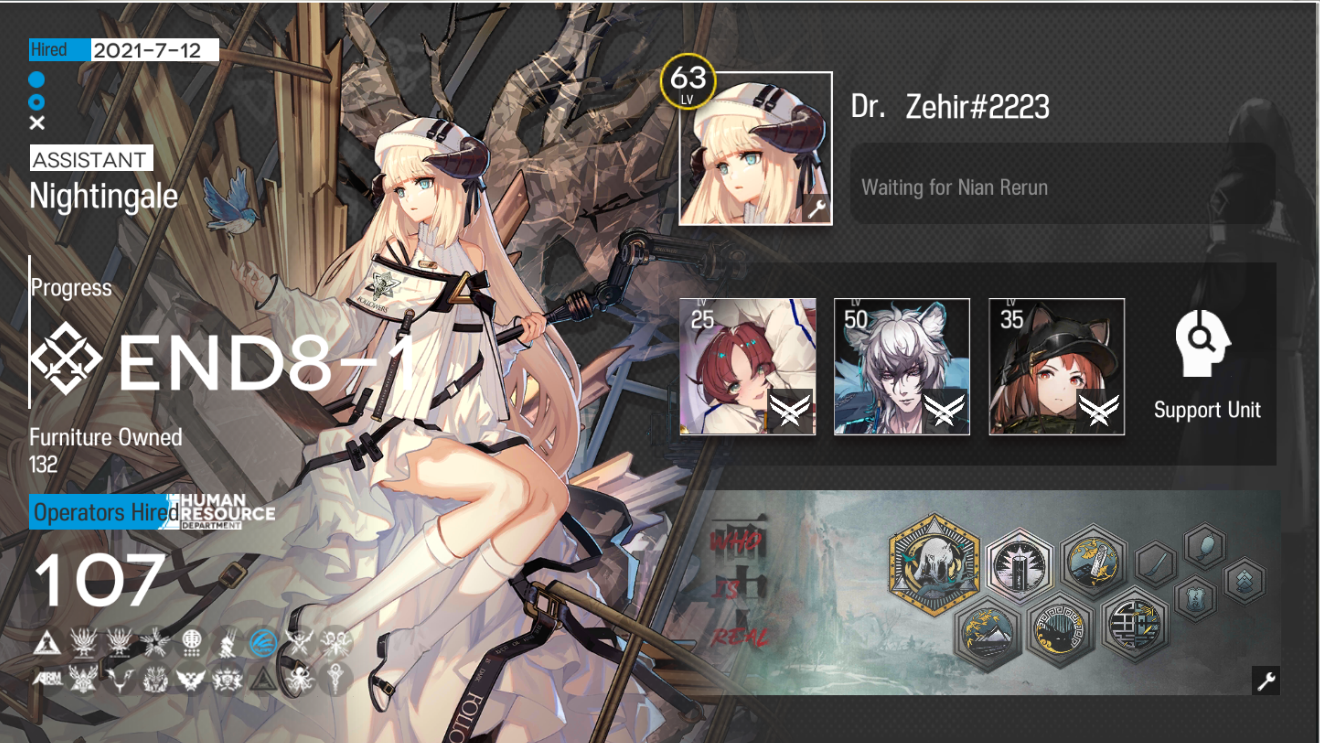 Hired 2021-7-12
ASSISTANT
Nightingale
Progress
END8-1
Furniture Owned
132
Operators Hired
HUMAN
RESOURCE
DEPARTMENT
107
63
LV
Dr. Zehir#2223
Waiting for Nian Rerun
LV
25
LV
50
LV
35
Support Unit
WHO
IS
REAL
FOLLOWERS
FOLLO